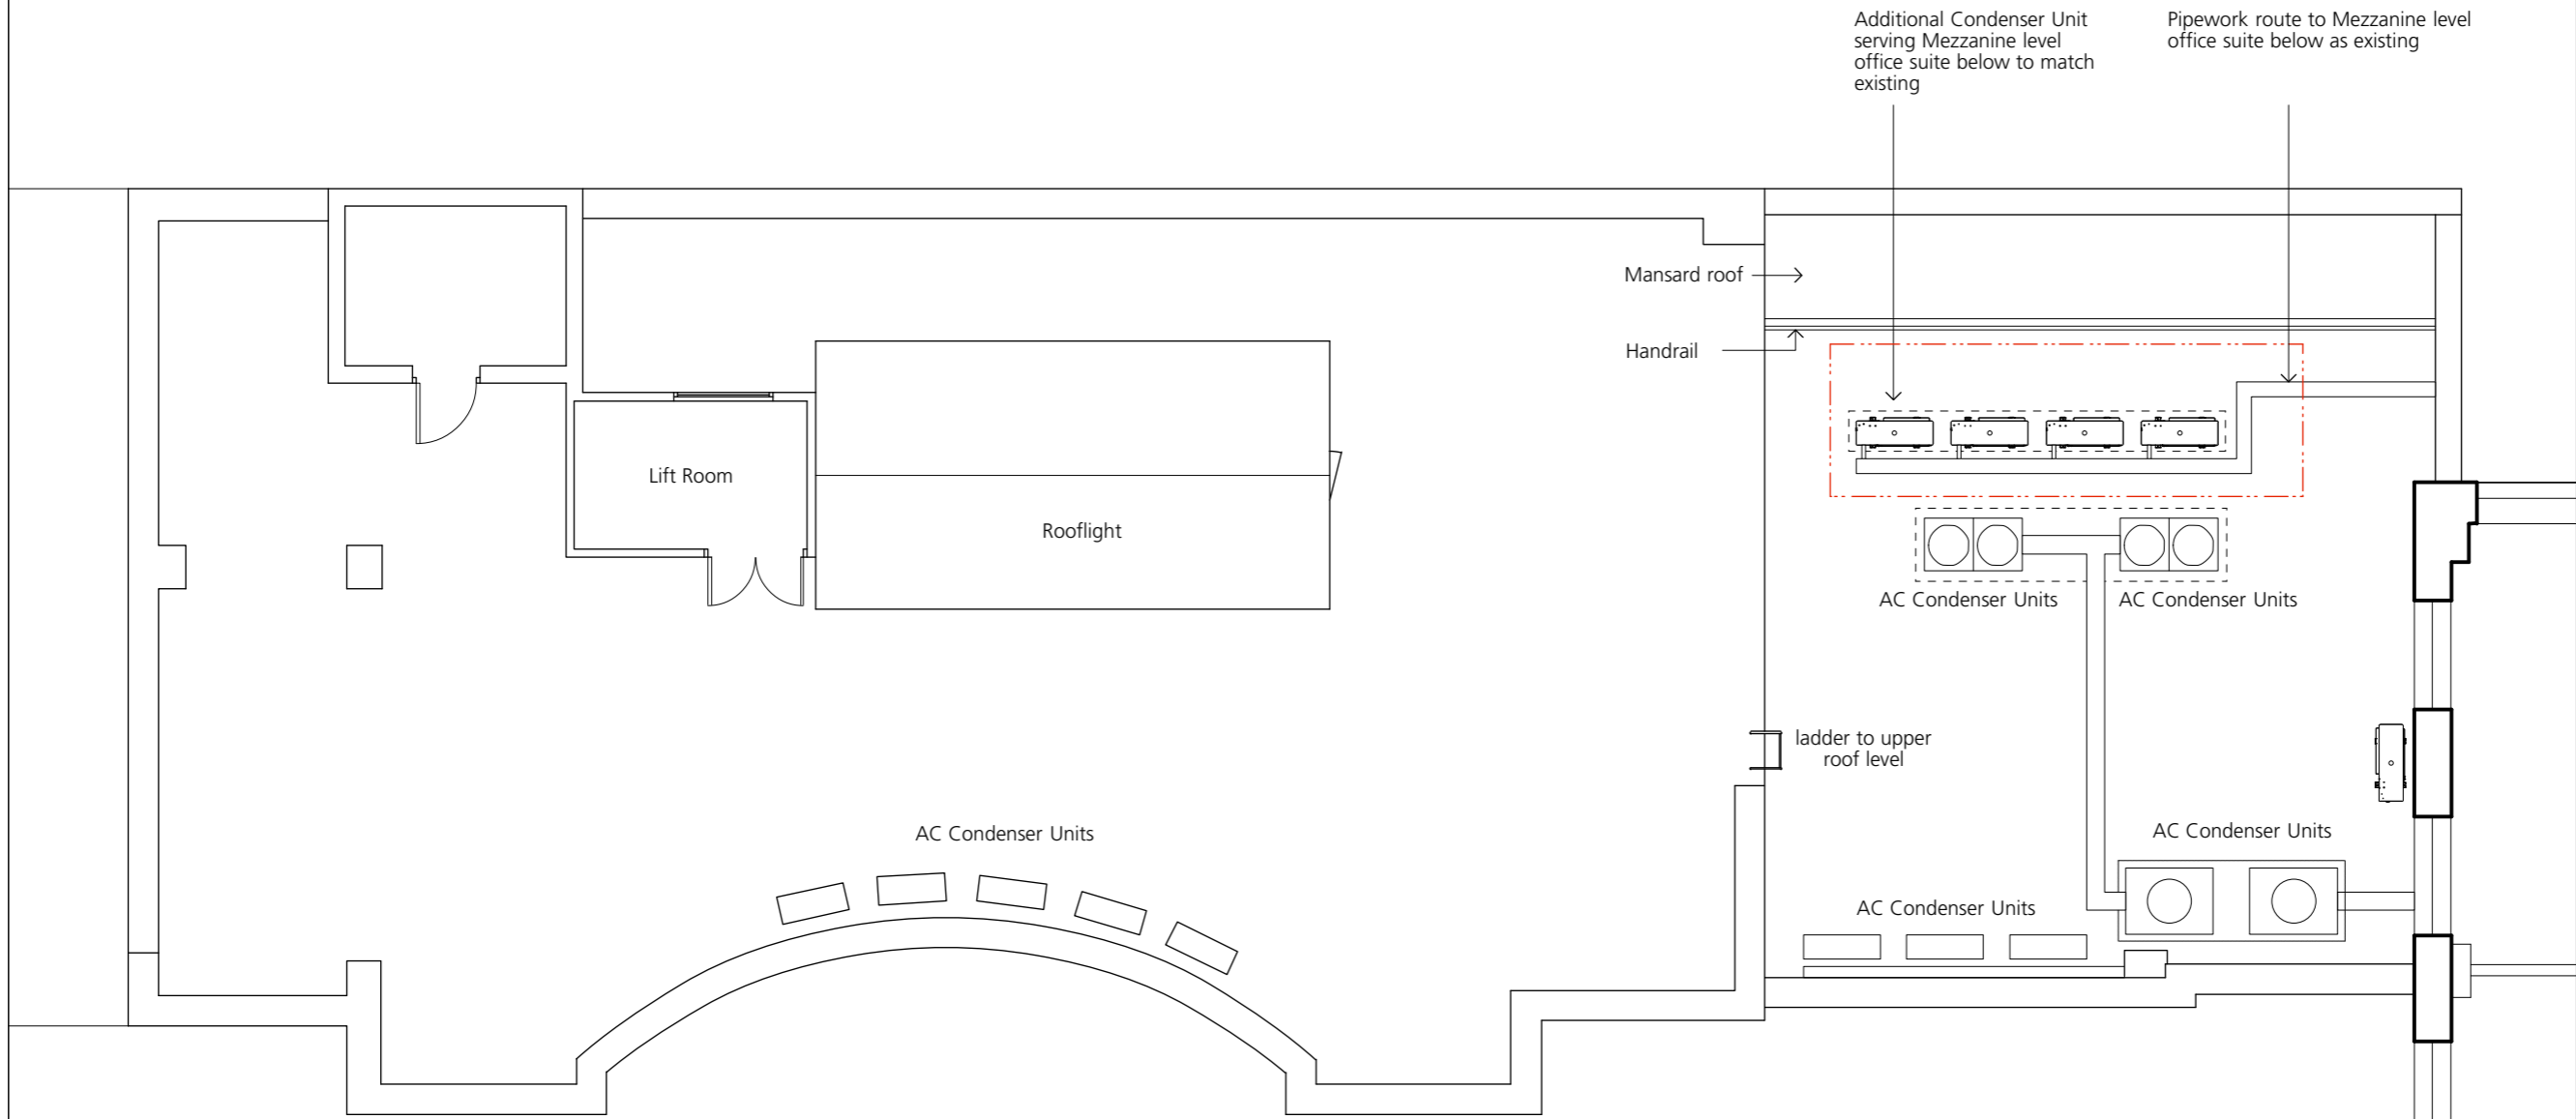 Additional Condenser Unit
serving Mezzanine level
office suite below to match
existing
Pipework route to Mezzanine level
office suite below as existing
Mansard roof
Handrail
Lift Room
Rooflight
AC Condenser Units
AC Condenser Units
ladder to upper
roof level
AC Condenser Units
AC Condenser Units
AC Condenser Units